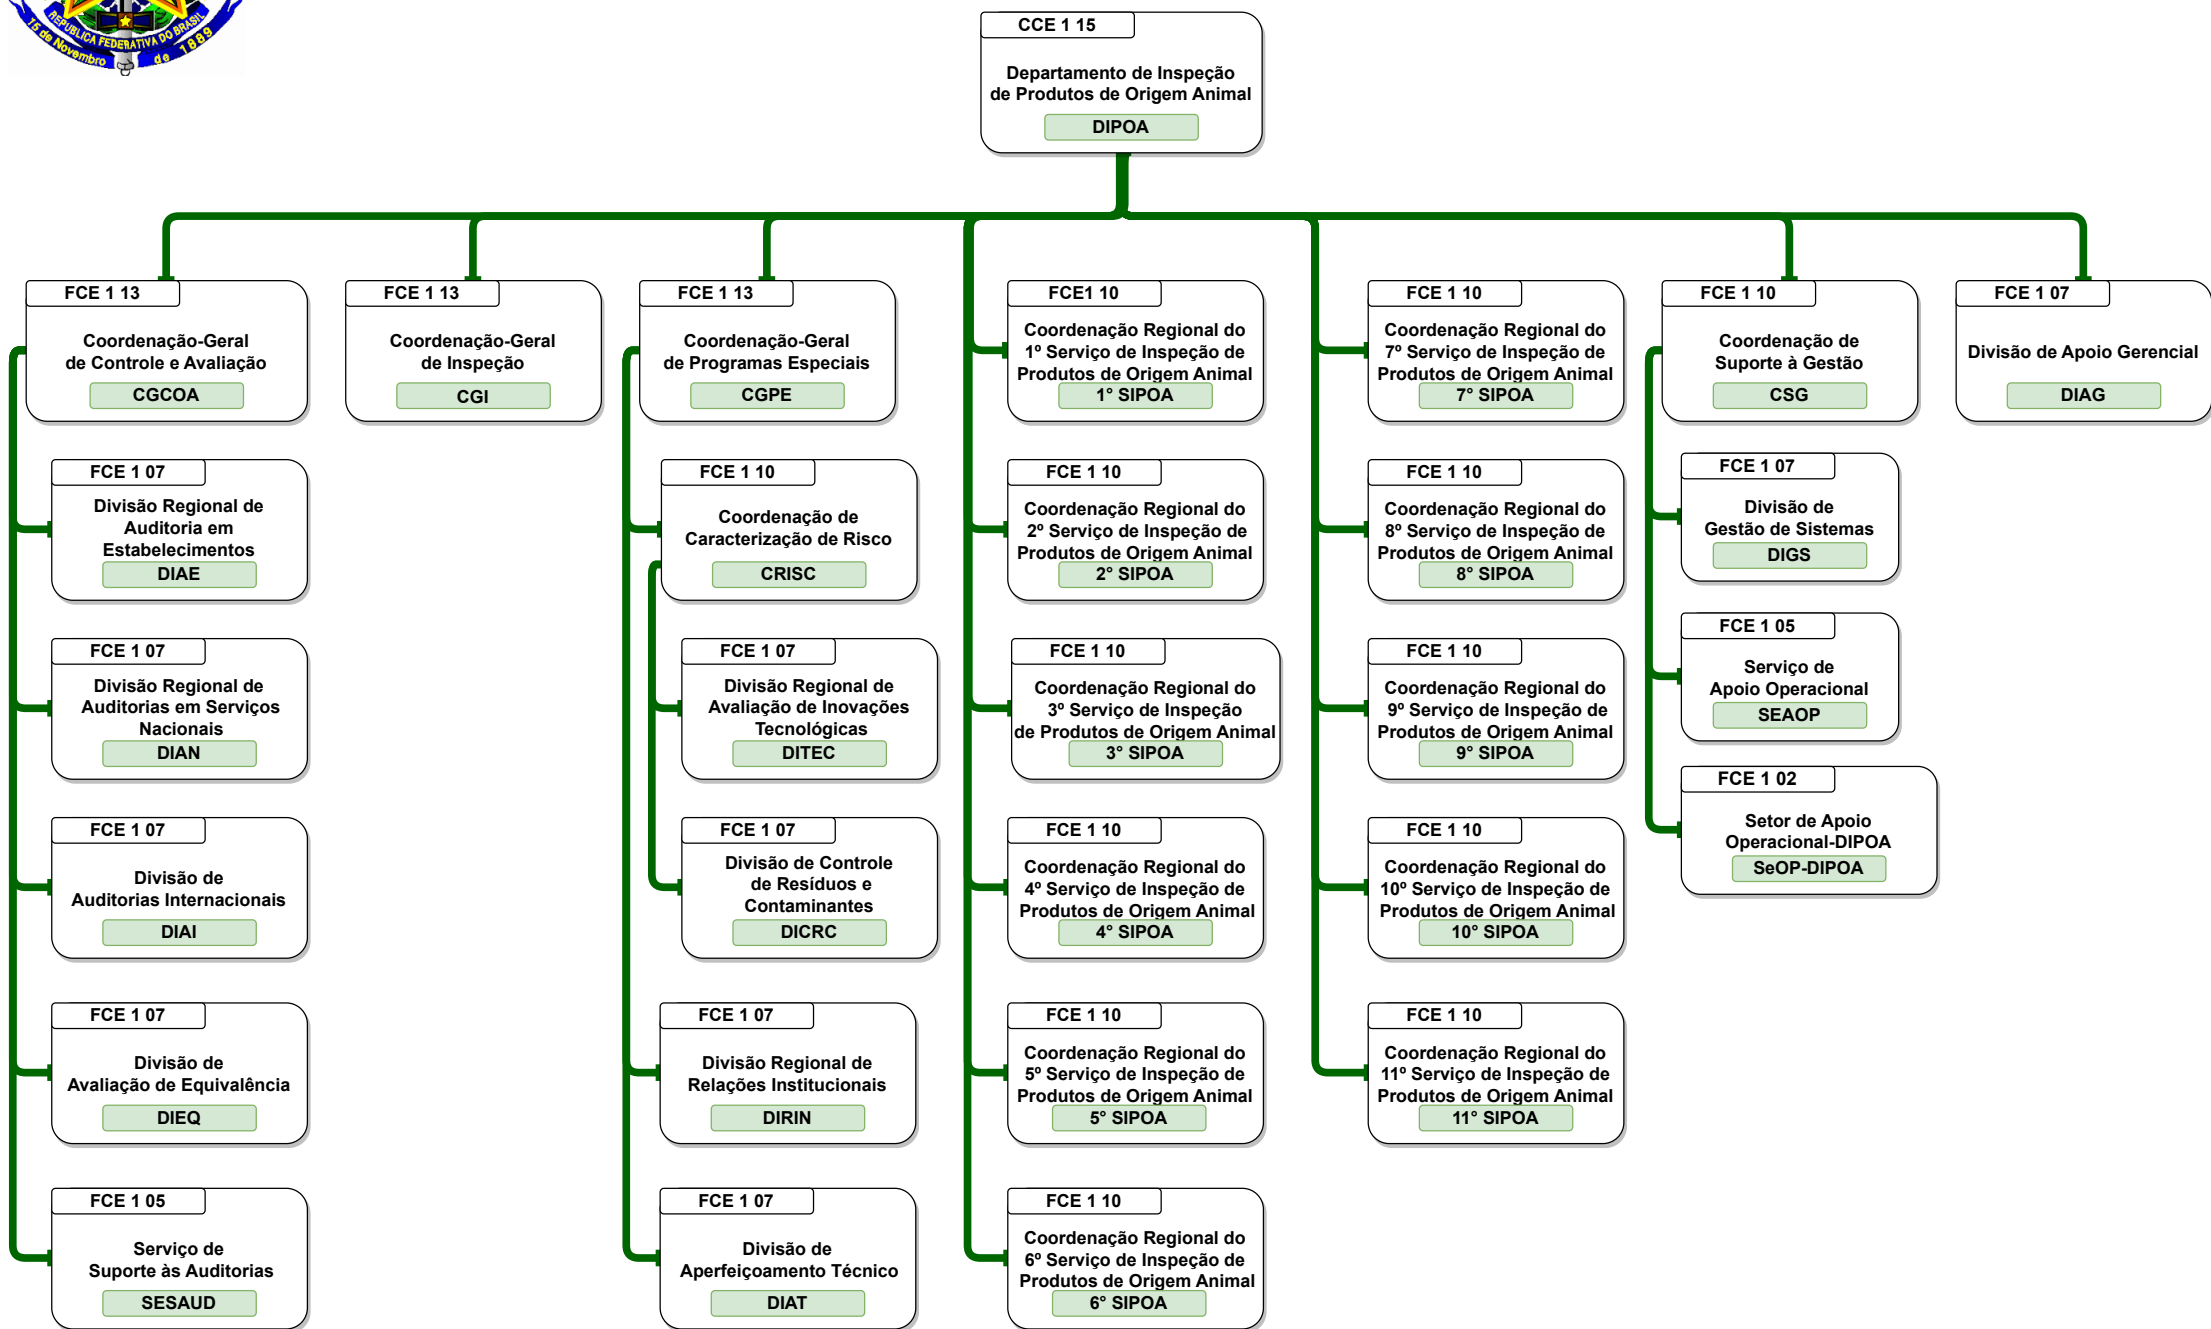 REPUBLICA FEDERATIVA DO BRASIL
15 de Novembro de 1889
CCE 1 15
Departamento de Inspeção
de Produtos de Origem Animal
DIPOA
FCE 1 13
Coordenação-Geral
de Controle e Avaliação
CGCOA
FCE 1 07
Divisão Regional de
Auditoria em
Estabelecimentos
DIAE
FCE 1 07
Divisão Regional de
Auditorias em Serviços
Nacionais
DIAN
FCE 1 07
Divisão de
Auditorias Internacionais
DIAI
FCE 1 07
Divisão de
Avaliação de Equivalência
DIEQ
FCE 1 05
Serviço de
Suporte às Auditorias
SESAUD
FCE 1 13
Coordenação-Geral
de Inspeção
CGI
FCE 1 13
Coordenação-Geral
de Programas Especiais
CGPE
FCE 1 10
Coordenação de
Caracterização de Risco
CRISC
FCE 1 07
Divisão Regional de
Avaliação de Inovações
Tecnológicas
DITEC
FCE 1 07
Divisão de Controle
de Resíduos e
Contaminantes
DICRC
FCE 1 07
Divisão Regional de
Relações Institucionais
DIRIN
FCE 1 07
Divisão de
Aperfeiçoamento Técnico
DIAT
FCE1 10
Coordenação Regional do
1º Serviço de Inspeção de
Produtos de Origem Animal
1° SIPOA
FCE 1 10
Coordenação Regional do
2º Serviço de Inspeção de
Produtos de Origem Animal
2° SIPOA
FCE 1 10
Coordenação Regional do
3º Serviço de Inspeção
de Produtos de Origem Animal
3° SIPOA
FCE 1 10
Coordenação Regional do
4º Serviço de Inspeção de
Produtos de Origem Animal
4° SIPOA
FCE 1 10
Coordenação Regional do
5º Serviço de Inspeção de
Produtos de Origem Animal
5° SIPOA
FCE 1 10
Coordenação Regional do
6º Serviço de Inspeção de
Produtos de Origem Animal
6° SIPOA
FCE 1 10
Coordenação Regional do
7º Serviço de Inspeção de
Produtos de Origem Animal
7° SIPOA
FCE 1 10
Coordenação Regional do
8º Serviço de Inspeção de
Produtos de Origem Animal
8° SIPOA
FCE 1 10
Coordenação Regional do
9º Serviço de Inspeção de
Produtos de Origem Animal
9° SIPOA
FCE 1 10
Coordenação Regional do
10º Serviço de Inspeção de
Produtos de Origem Animal
10° SIPOA
FCE 1 10
Coordenação Regional do
11º Serviço de Inspeção de
Produtos de Origem Animal
11° SIPOA
FCE 1 10
Coordenação de
Suporte à Gestão
CSG
FCE 1 07
Divisão de
Gestão de Sistemas
DIGS
FCE 1 05
Serviço de
Apoio Operacional
SEAOP
FCE 1 02
Setor de Apoio
Operacional-DIPOA
SeOP-DIPOA
FCE 1 07
Divisão de Apoio Gerencial
DIAG